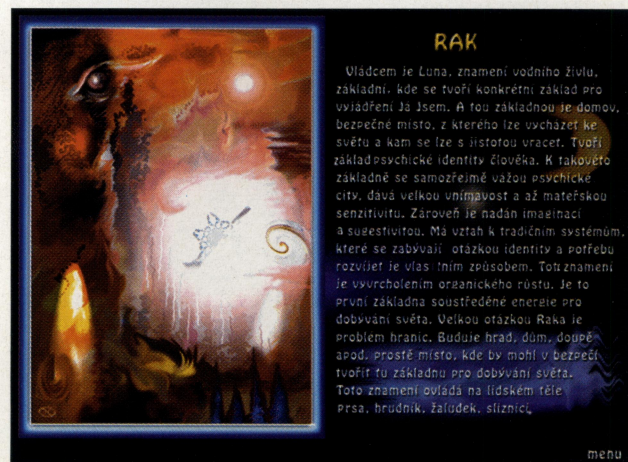 RAK
Vládcem je Luna, znamení vodního živlu,
základní, kde se tvoří konkrétní základ pro
vyjádření Já Jsem. A tou základnou je domov,
bezpečné místo, z kterého lze vycházet ke
světu a kam se lze s jistotou vracet. Tvoří
základ psychické identity člověka. K takovéto
základně se samozřejmě vážou psychické
city, dává velkou vnímavost a až mateřskou
senzitivitu. Zároveň je nadán imaginací
a sugestivitou. Má vztah k tradičním systémům,
které se zabývají otázkou identity a potřebu
rozvíjet je vlastním způsobem. Toto znamení
je vyvrcholením organického růstu. Je to
první základna soustředěné energie pro
dobývání světa. Velkou otázkou Raka je
problém hranic. Buduje hrad, dům, doupě
apod. prostě místo, kde by mohl v bezpečí
tvořit tu základnu pro dobývání světa.
Toto znamení ovládá na lidském těle
prsa, hrudník, žaludek, sliznici.
menu